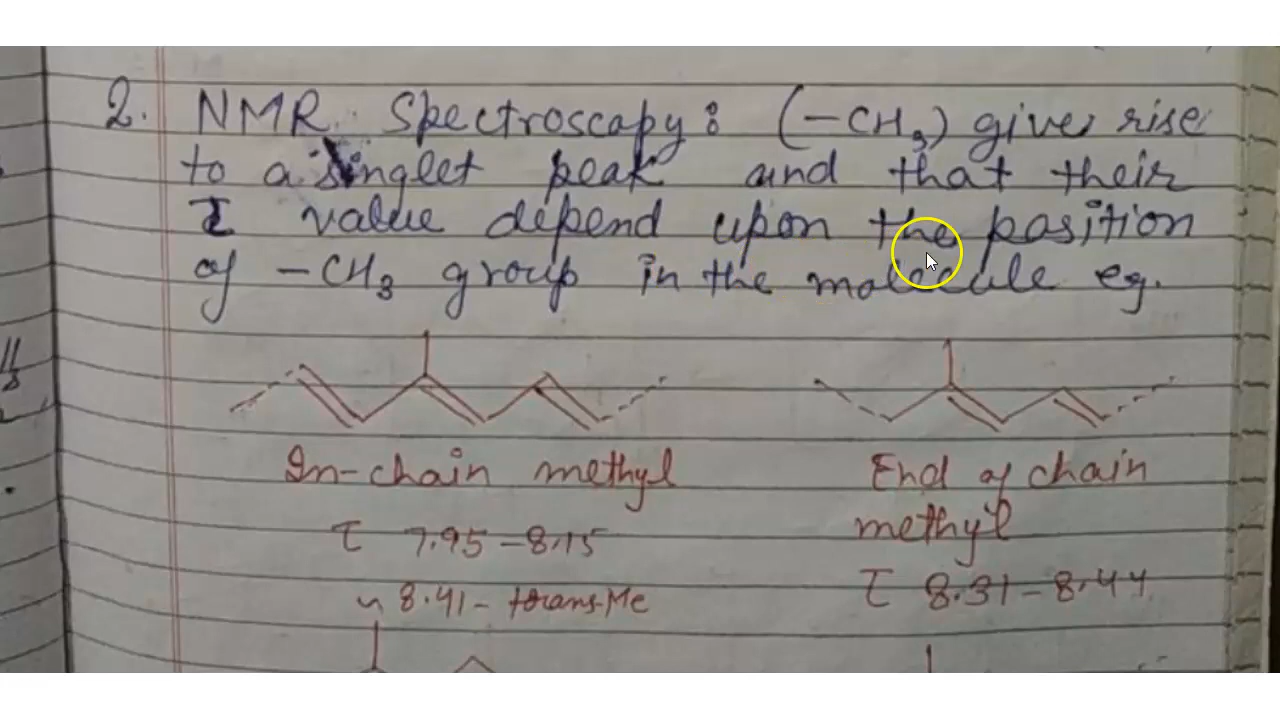 2. NMR Spectroscopy: (-CH3) gives rise
to a singlet peak and that their
τ value depend upon the position
of -CH3 group in the molecule eg.
In-chain methyl
End of chain
methyl
τ 7.95-8.15
τ 8.31-8.44
8.41- trans-Me